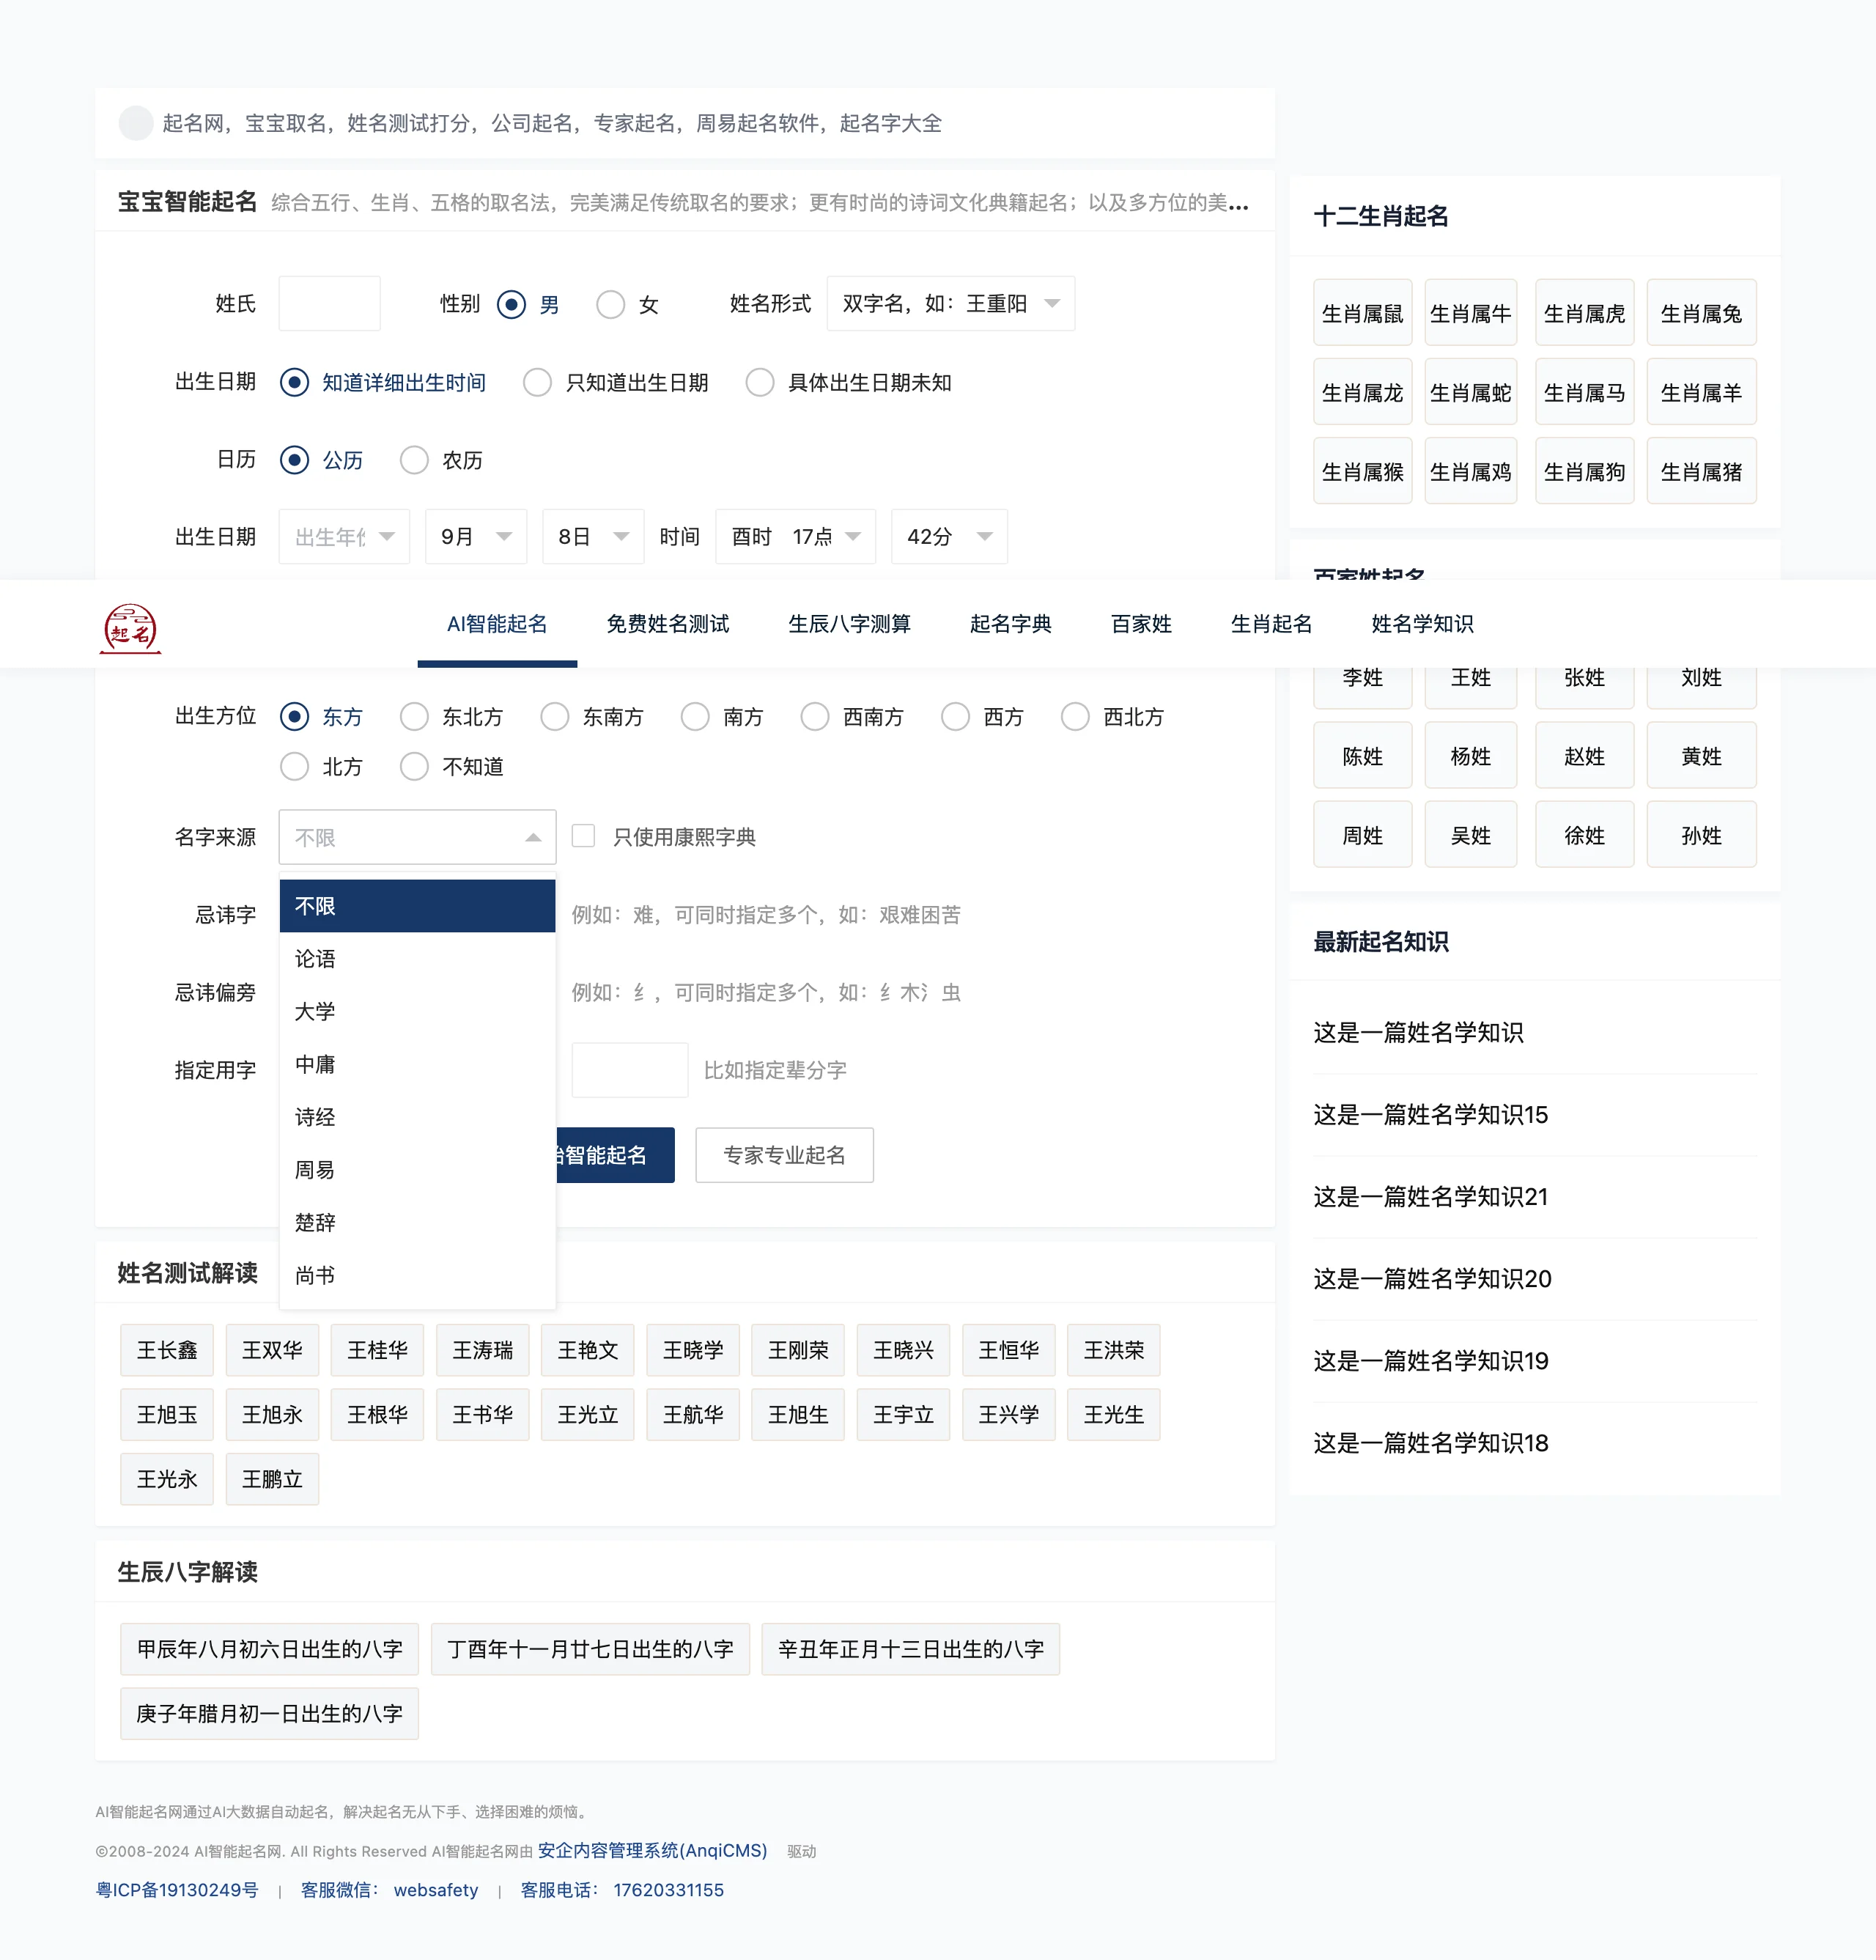 起名网，宝宝取名，姓名测试打分，公司起名，专家起名，周易起名软件，起名字大全
宝宝智能起名 综合五行、生肖、五格的取名法，完美满足传统取名的要求；更有时尚的诗词文化典籍起名；以及多方位的美...
姓氏 性别 男 女 姓名形式 双字名，如：王重阳
出生日期 知道详细出生时间 只知道出生日期 具体出生日期未知
日历 公历 农历
出生日期 出生年 9月 8日 时间 酉时 17点 42分
起名
AI智能起名 免费姓名测试 生辰八字测算 起名字典 百家姓 生肖起名 姓名学知识
出生方位 东方 东北方 东南方 南方 西南方 西方 西北方
北方 不知道
名字来源 不限 只使用康熙字典
忌讳字 例如：难，可同时指定多个，如：艰难困苦
忌讳偏旁 例如：纟，可同时指定多个，如：纟木氵虫
指定用字 比如指定辈分字
不限
论语
大学
中庸
诗经
周易
楚辞
尚书
智能起名 专家专业起名
姓名测试解读
王长鑫 王双华 王桂华 王涛瑞 王艳文 王晓学 王刚荣 王晓兴 王恒华 王洪荣
王旭玉 王旭永 王根华 王书华 王光立 王航华 王旭生 王宇立 王兴学 王光生
王光永 王鹏立
生辰八字解读
甲辰年八月初六日出生的八字 丁酉年十一月廿七日出生的八字 辛丑年正月十三日出生的八字
庚子年腊月初一日出生的八字
十二生肖起名
生肖属鼠 生肖属牛 生肖属虎 生肖属兔
生肖属龙 生肖属蛇 生肖属马 生肖属羊
生肖属猴 生肖属鸡 生肖属狗 生肖属猪
百家姓起名
李姓 王姓 张姓 刘姓
陈姓 杨姓 赵姓 黄姓
周姓 吴姓 徐姓 孙姓
最新起名知识
这是一篇姓名学知识
这是一篇姓名学知识15
这是一篇姓名学知识21
这是一篇姓名学知识20
这是一篇姓名学知识19
这是一篇姓名学知识18
AI智能起名网通过AI大数据自动起名，解决起名无从下手、选择困难的烦恼。
©2008-2024 AI智能起名网. All Rights Reserved AI智能起名网由 安企内容管理系统(AnqiCMS) 驱动
粤ICP备19130249号 | 客服微信： websafety | 客服电话： 17620331155